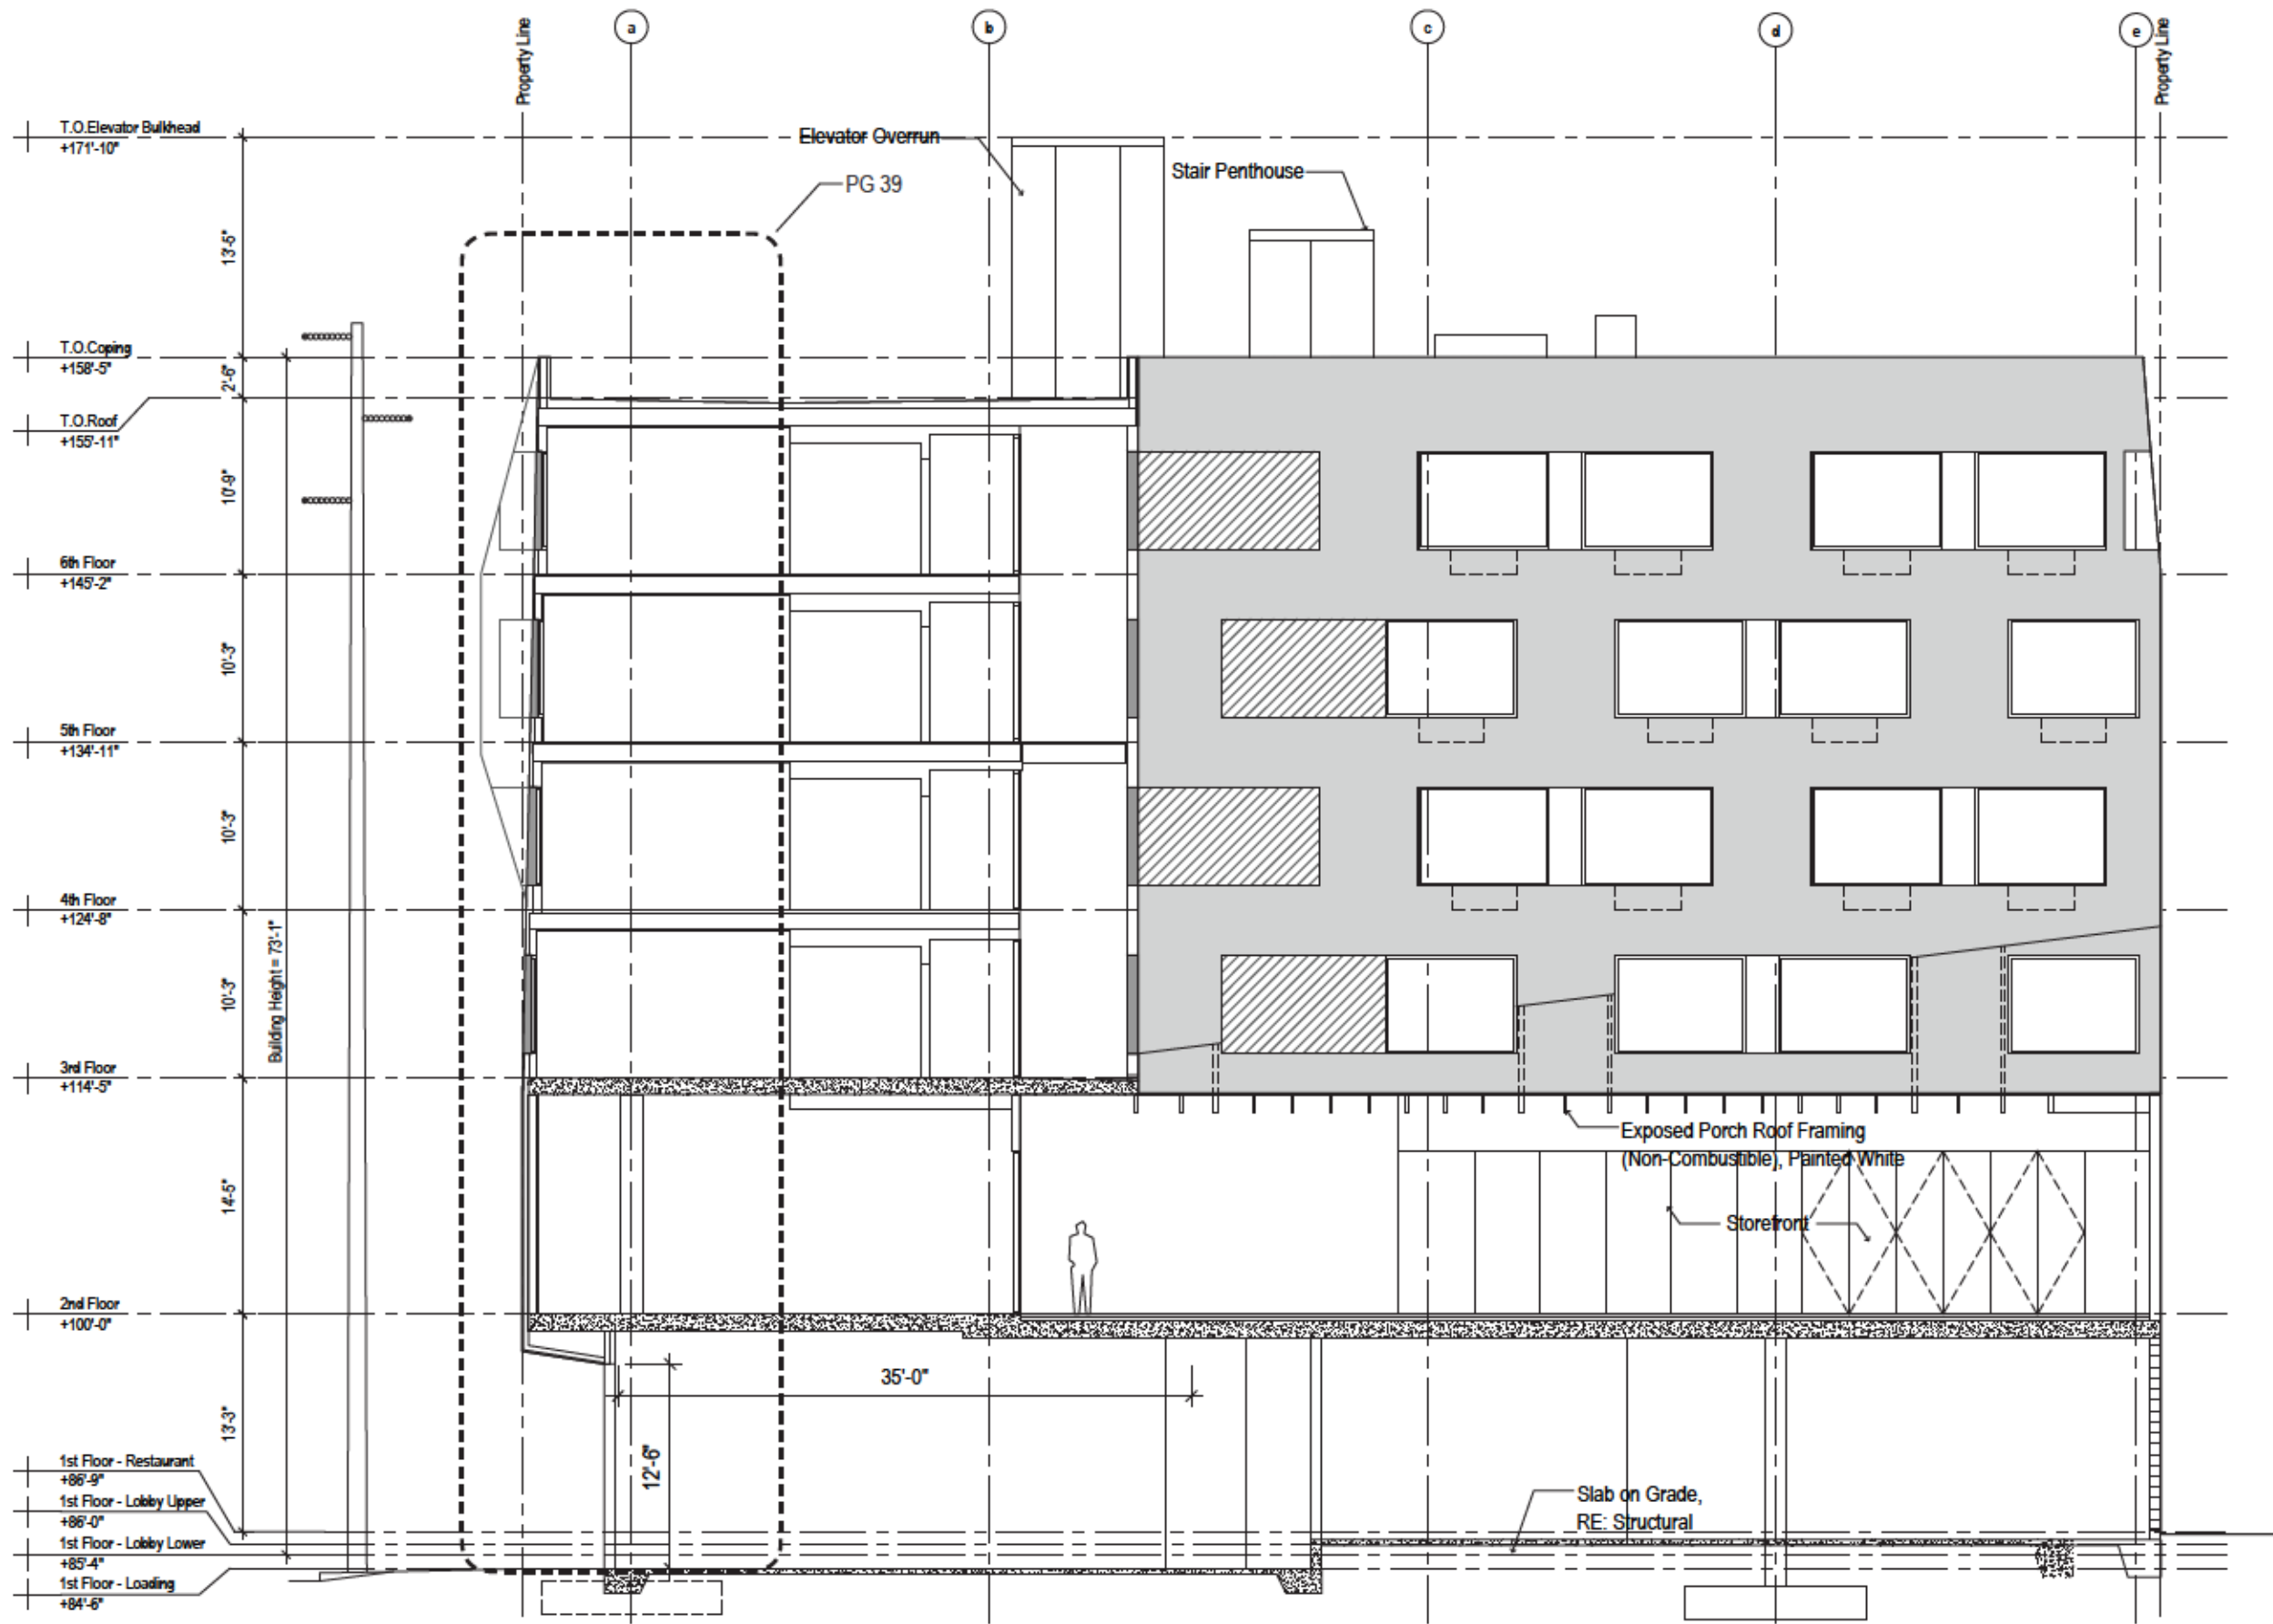 a
b
c
d
e
Property Line
Property Line
T.O.Elevator Bulkhead
+171'-10"
Elevator Overrun
Stair Penthouse
PG 39
13'-5"
T.O.Coping
+158'-5"
2'-6"
T.O.Roof
+155'-11"
10'-9"
6th Floor
+145'-2"
10'-3"
5th Floor
+134'-11"
10'-3"
4th Floor
+124'-8"
Building Height = 73'-1"
10'-3"
3rd Floor
+114'-5"
Exposed Porch Roof Framing
(Non-Combustible), Painted White
14'-5"
Storefront
2nd Floor
+100'-0"
35'-0"
13'-3"
12'-6"
1st Floor - Restaurant
+86'-9"
1st Floor - Lobby Upper
+86'-0"
1st Floor - Lobby Lower
+85'-4"
1st Floor - Loading
+84'-6"
Slab on Grade,
RE: Structural